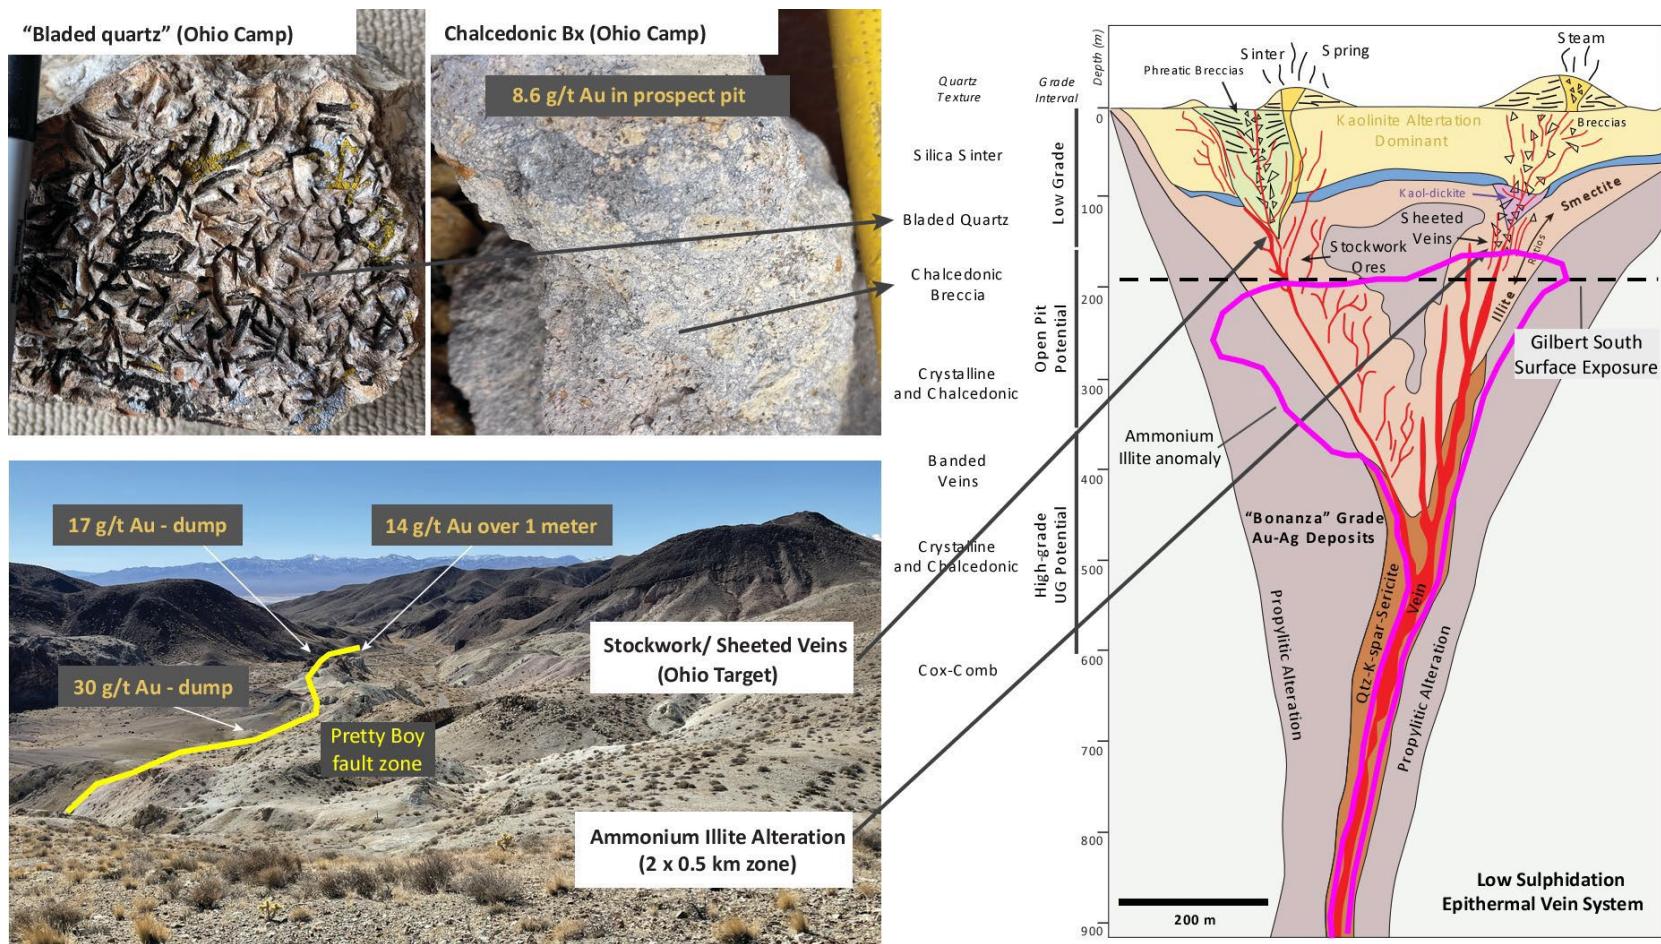 “Bladed quartz” (Ohio Camp)
Chalcedonic Bx (Ohio Camp)
8.6 g/t Au in prospect pit
17 g/t Au - dump
14 g/t Au over 1 meter
30 g/t Au - dump
Pretty Boy
fault zone
Stockwork/ Sheeted Veins
(Ohio Target)
Ammonium Illite Alteration
(2 x 0.5 km zone)
Quartz
Texture
Silica Sinter
Bladed Quartz
Chalcedonic
Breccia
Crystalline
and Chalcedonic
Banded
Veins
Crystalline
and Chalcedonic
Cox-Comb
Grade
Interval
Low Grade
Open Pit
Potential
High-grade
UG Potential
Depth (m)
0
100
200
300
400
500
600
700
800
900
Phreatic Breccias
Sinter
Spring
Steam
Breccias
Kaolinite Altertation
Dominant
Kaol-dickite
Smectite
Sheeted
Veins
Stockwork
Ores
Ratios
Illite
Gilbert South
Surface Exposure
Ammonium
Illite anomaly
“Bonanza” Grade
Au-Ag Deposits
Vein
Qtz-K-spar-Sericite
Propylitic Alteration
Propylitic Alteration
200 m
Low Sulphidation
Epithermal Vein System